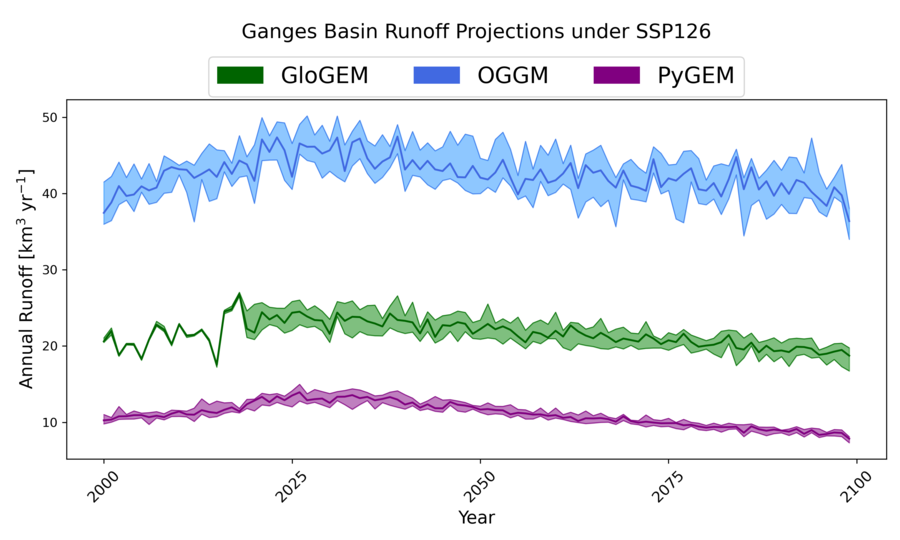 Ganges Basin Runoff Projections under SSP126
GloGEM OGGM PyGEM
Annual Runoff [km³ yr⁻¹]
50
40
30
20
10
2000 2025 2050 2075 2100
Year